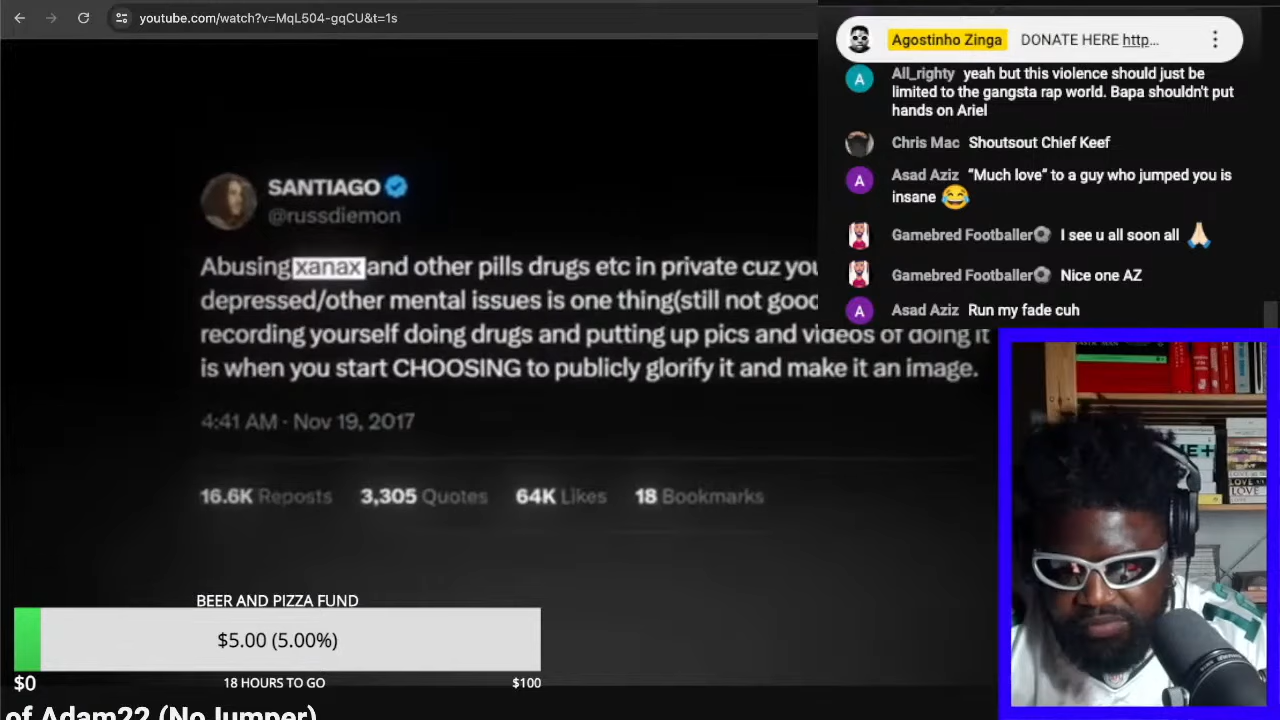 youtube.com/watch?v=MqL504-gqCU&t=1s
Agostinho Zinga DONATE HERE http...
All_righty yeah but this violence should just be
limited to the gangsta rap world. Bapa shouldn't put
hands on Ariel
Chris Mac Shoutsout Chief Keef
Asad Aziz “Much love” to a guy who jumped you is
insane 😂
Gamebred Footballer⚽ I see u all soon all 🙏🏻
Gamebred Footballer⚽ Nice one AZ
Asad Aziz Run my fade cuh
SANTIAGO
@russdiemon
Abusing xanax and other pills drugs etc in private cuz you
depressed/other mental issues is one thing(still not good
recording yourself doing drugs and putting up pics and videos of doing it
is when you start CHOOSING to publicly glorify it and make it an image.
4:41 AM · Nov 19, 2017
16.6K Reposts 3,305 Quotes 64K Likes 18 Bookmarks
BEER AND PIZZA FUND
$5.00 (5.00%)
$0 18 HOURS TO GO $100
of Adam22 (No Jumper)
LOVE
LOVE